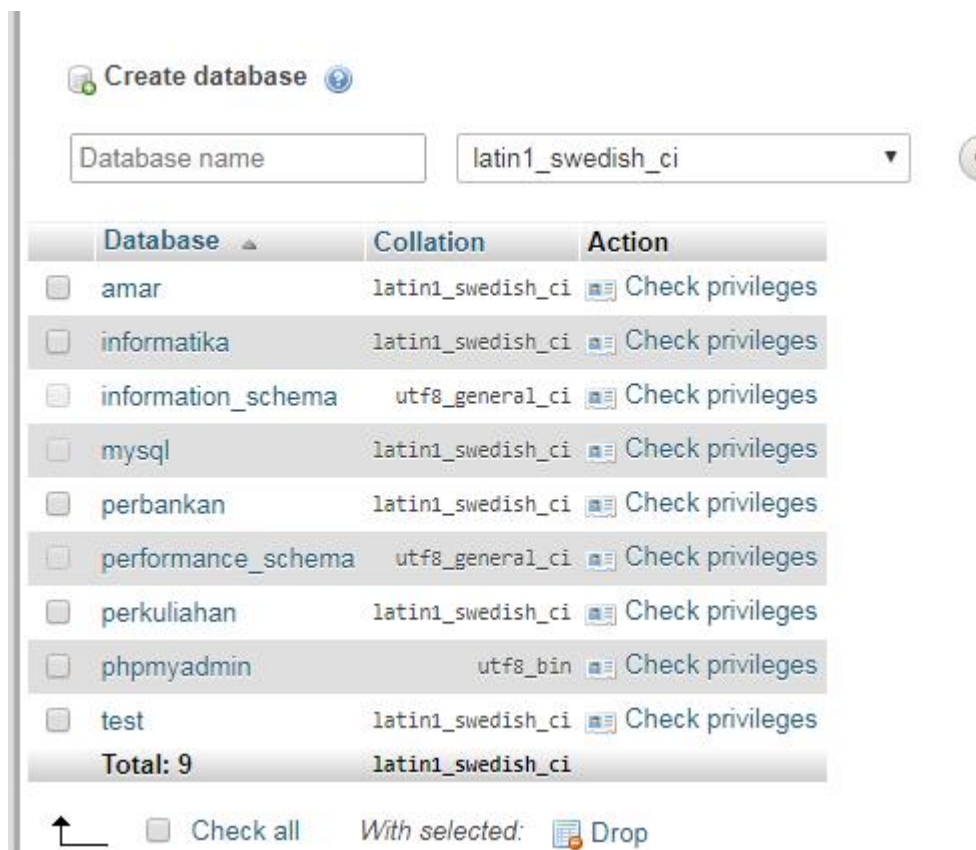 Create database
Database name latin1_swedish_ci
Database Collation Action
amar latin1_swedish_ci Check privileges
informatika latin1_swedish_ci Check privileges
information_schema utf8_general_ci Check privileges
mysql latin1_swedish_ci Check privileges
perbankan latin1_swedish_ci Check privileges
performance_schema utf8_general_ci Check privileges
perkuliahan latin1_swedish_ci Check privileges
phpmyadmin utf8_bin Check privileges
test latin1_swedish_ci Check privileges
Total: 9 latin1_swedish_ci
Check all With selected: Drop